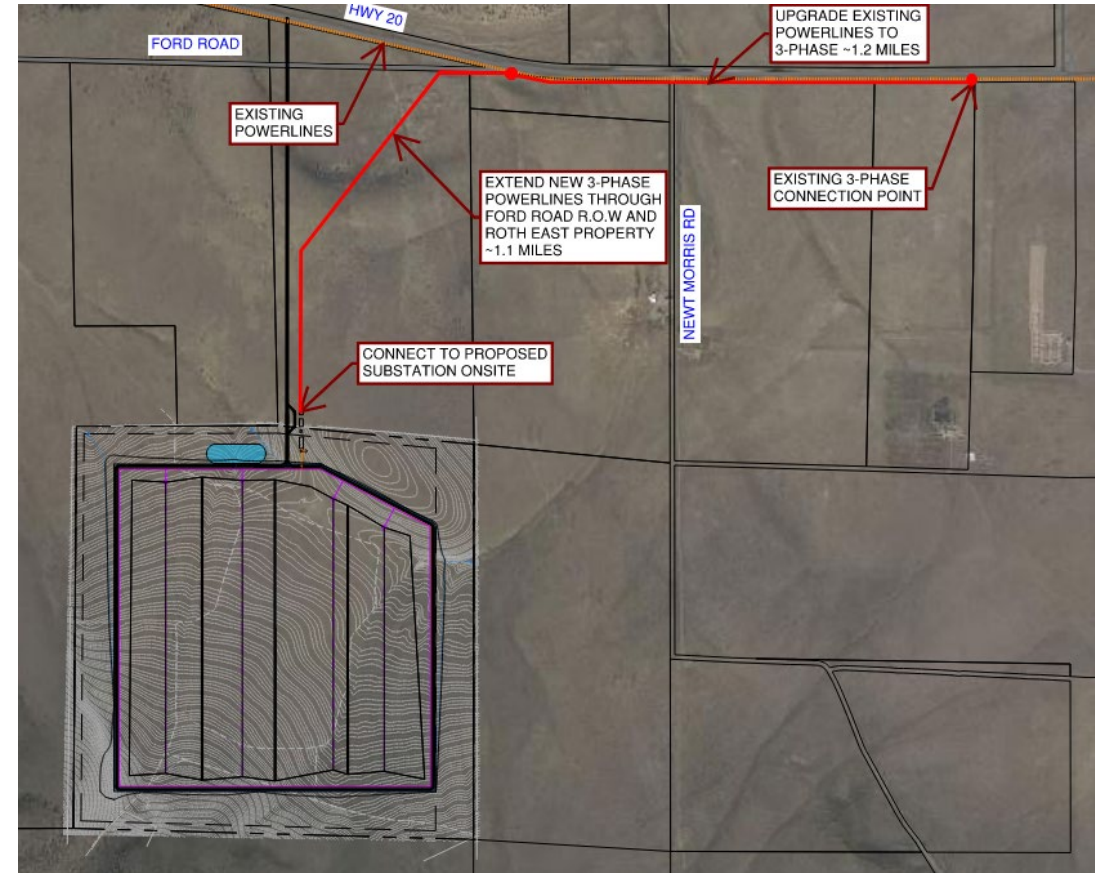 HWY 20
FORD ROAD
UPGRADE EXISTING
POWERLINES TO
3-PHASE ~1.2 MILES
EXISTING
POWERLINES
EXTEND NEW 3-PHASE
POWERLINES THROUGH
FORD ROAD R.O.W AND
ROTH EAST PROPERTY
~1.1 MILES
EXISTING 3-PHASE
CONNECTION POINT
NEWT MORRIS RD
CONNECT TO PROPOSED
SUBSTATION ONSITE